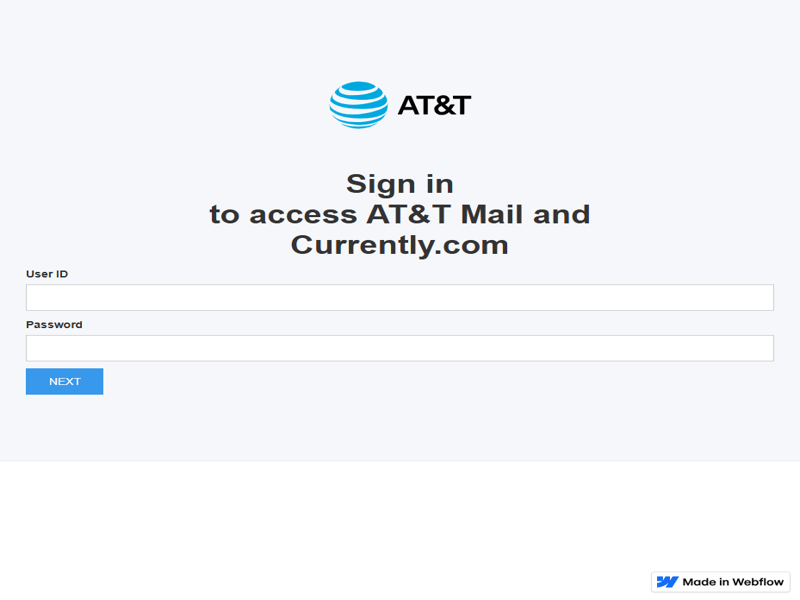 AT&T
Sign in
to access AT&T Mail and
Currently.com
User ID
Password
NEXT
Made in Webflow